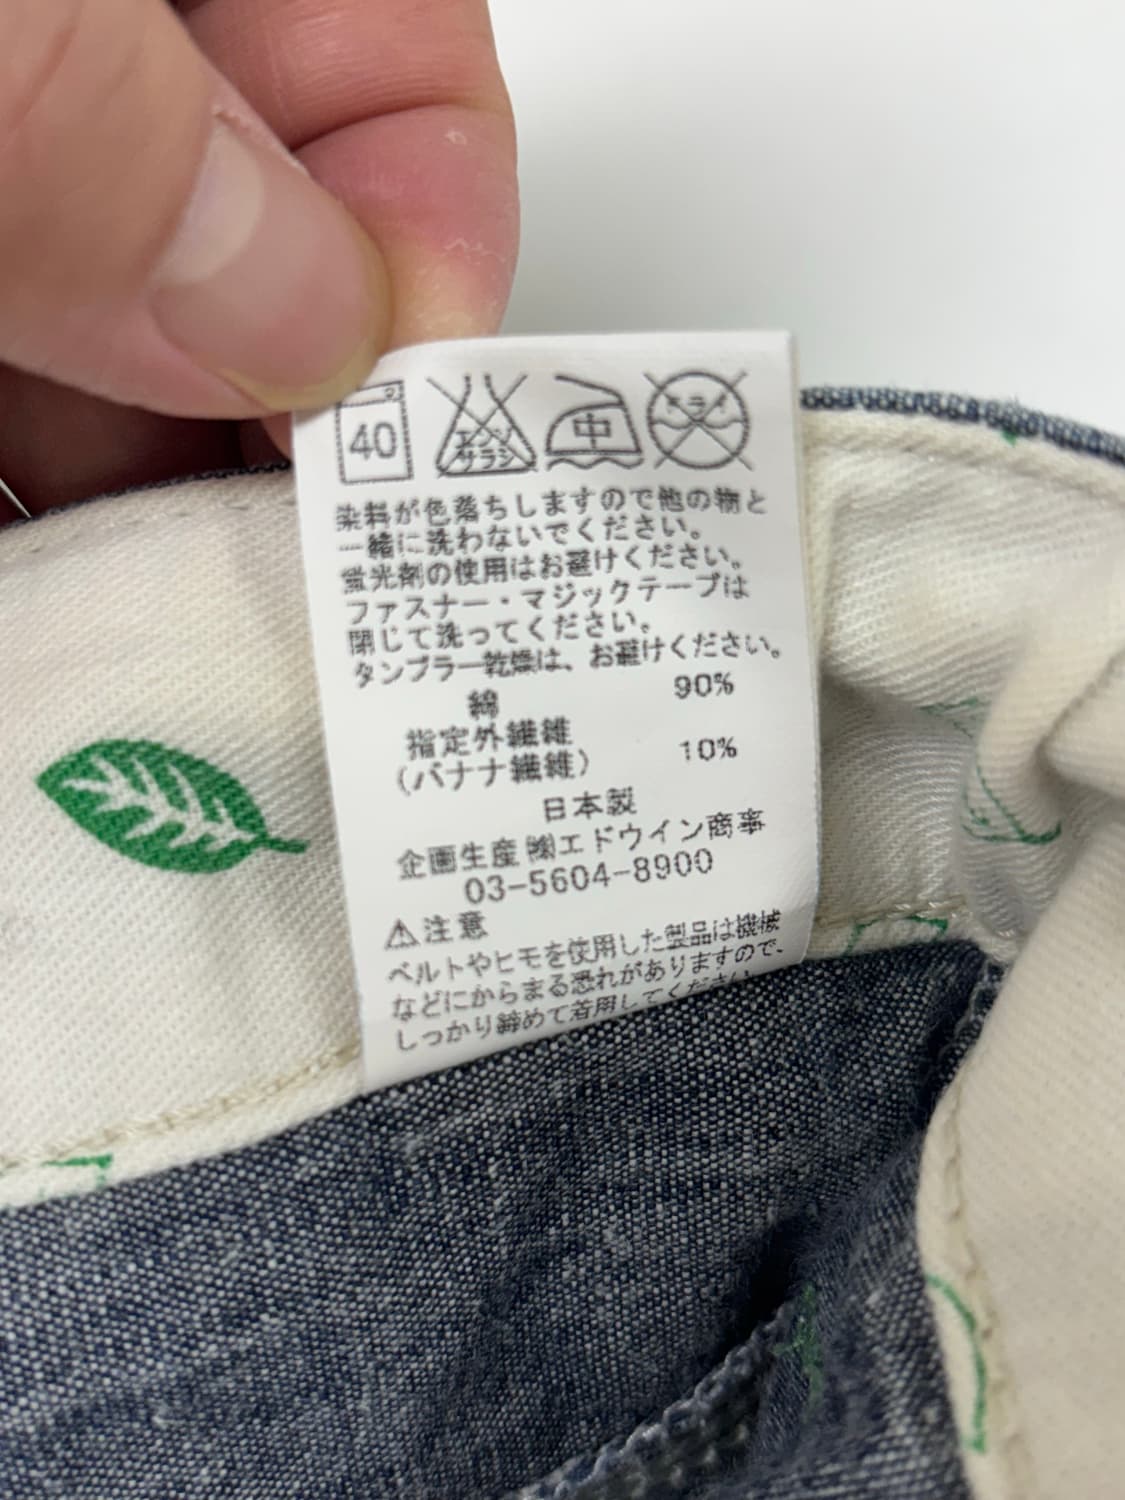 40 エンソサラシ 中 ドライ
染料が色落ちしますので他の物と
一緒に洗わないでください。
蛍光剤の使用はお避けください。
ファスナー・マジックテープは
閉じて洗ってください。
タンブラー乾燥は、お避けください。
綿 90%
指定外繊維
(バナナ繊維) 10%
日本製
企画生産 ㈱エドウイン商事
03-5604-8900
⚠注意
ベルトやヒモを使用した製品は機械
などにからまる恐れがありますので、
しっかり締めて着用してください